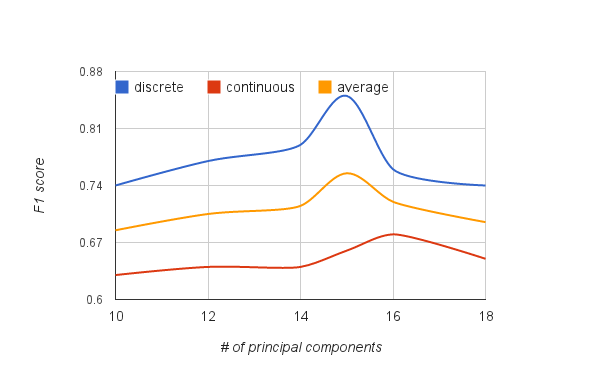 0.88
discrete continuous average
0.81
0.74
0.67
0.6
F1 score
10 12 14 16 18
# of principal components